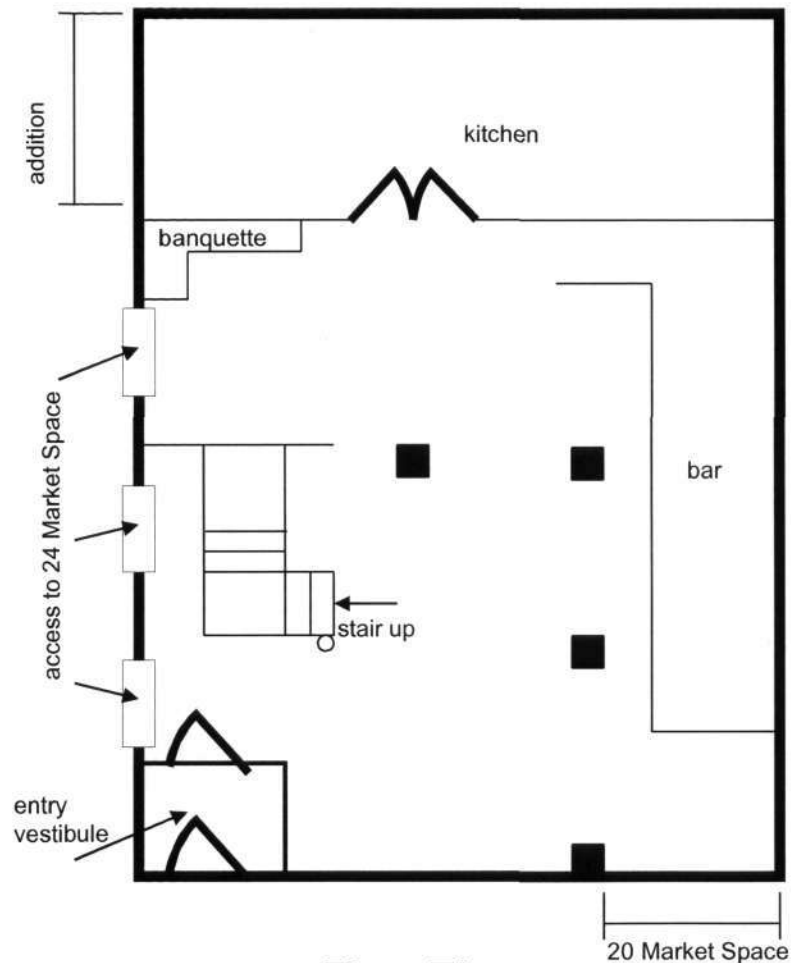 addition
kitchen
banquette
access to 24 Market Space
bar
stair up
entry
vestibule
20 Market Space